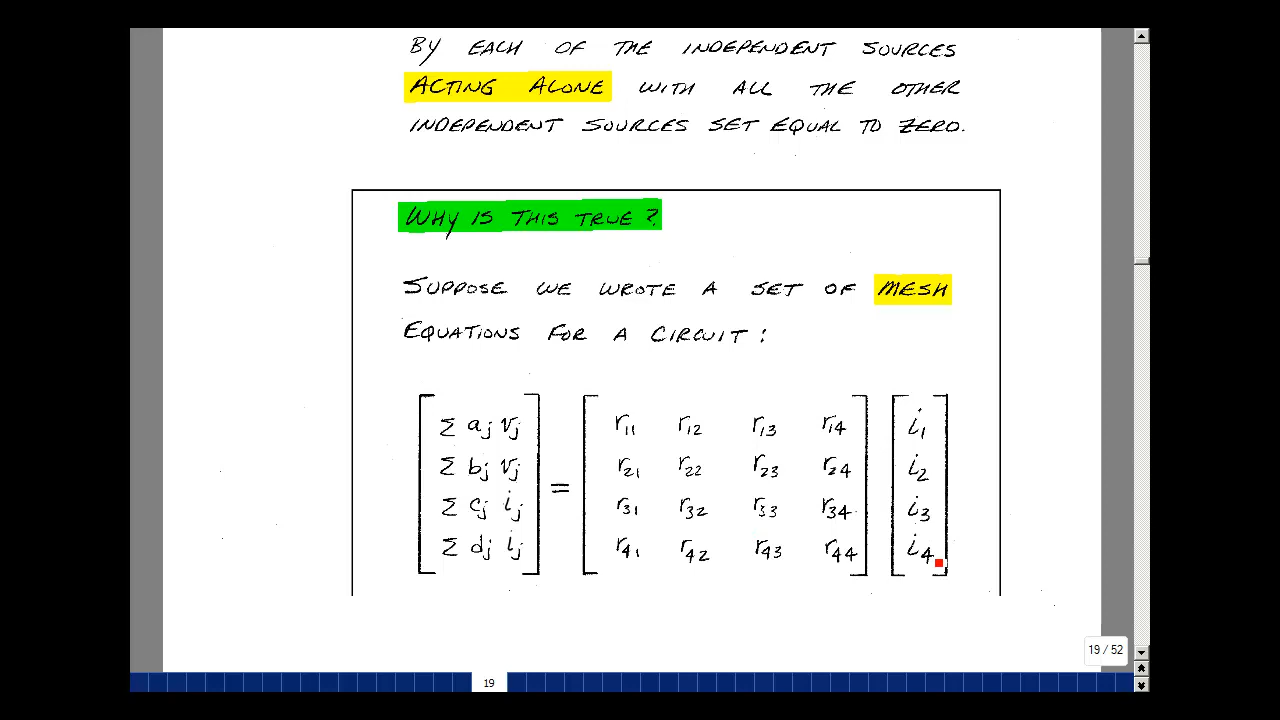 BY EACH OF THE INDEPENDENT SOURCES
ACTING ALONE WITH ALL THE OTHER
INDEPENDENT SOURCES SET EQUAL TO ZERO.
WHY IS THIS TRUE?
SUPPOSE WE WROTE A SET OF MESH
EQUATIONS FOR A CIRCUIT:
Σ aj vj r11 r12 r13 r14 i1
Σ bj vj r21 r22 r23 r24 i2
=
Σ cj ij r31 r32 r33 r34 i3
Σ dj ij r41 r42 r43 r44 i4
19 / 52
19